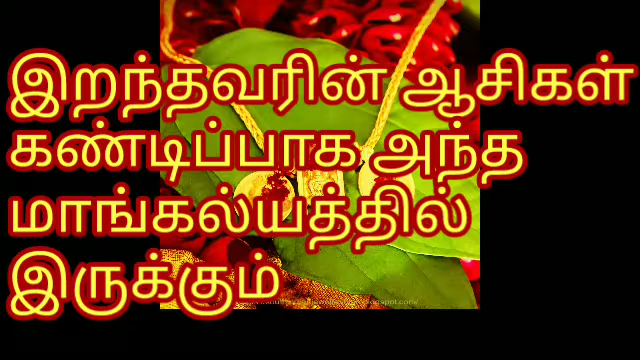 இறந்தவரின் ஆசிகள்
கண்டிப்பாக அந்த
மாங்கல்யத்தில்
இருக்கும்